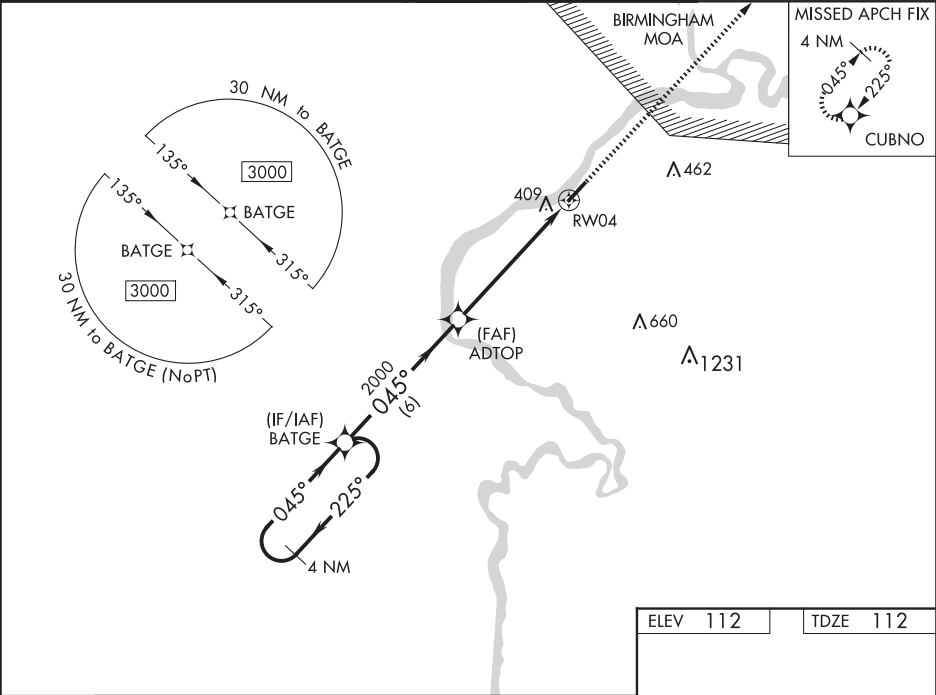 BIRMINGHAM
MOA
MISSED APCH FIX
4 NM
045°
225°
CUBNO
30 NM to BATGE
135°
3000
BATGE
315°
135°
BATGE
3000
315°
30 NM to BATGE (NoPT)
462
409
RW04
660
1231
(FAF)
ADTOP
2000
045°
(6)
(IF/IAF)
BATGE
045°
225°
4 NM
ELEV 112
TDZE 112